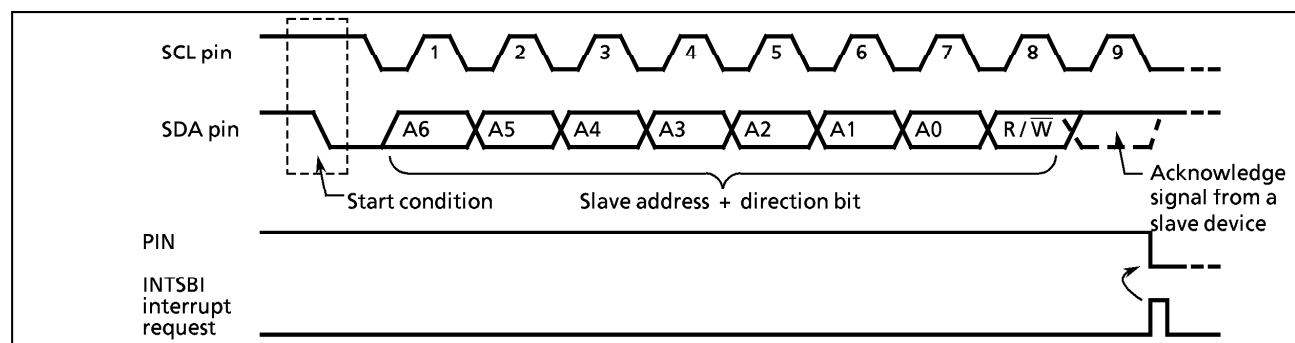 SCL pin 1 2 3 4 5 6 7 8 9
SDA pin A6 A5 A4 A3 A2 A1 A0 R / W̅
Start condition
Slave address + direction bit
Acknowledge
signal from a
slave device
PIN
INTSBI
interrupt
request